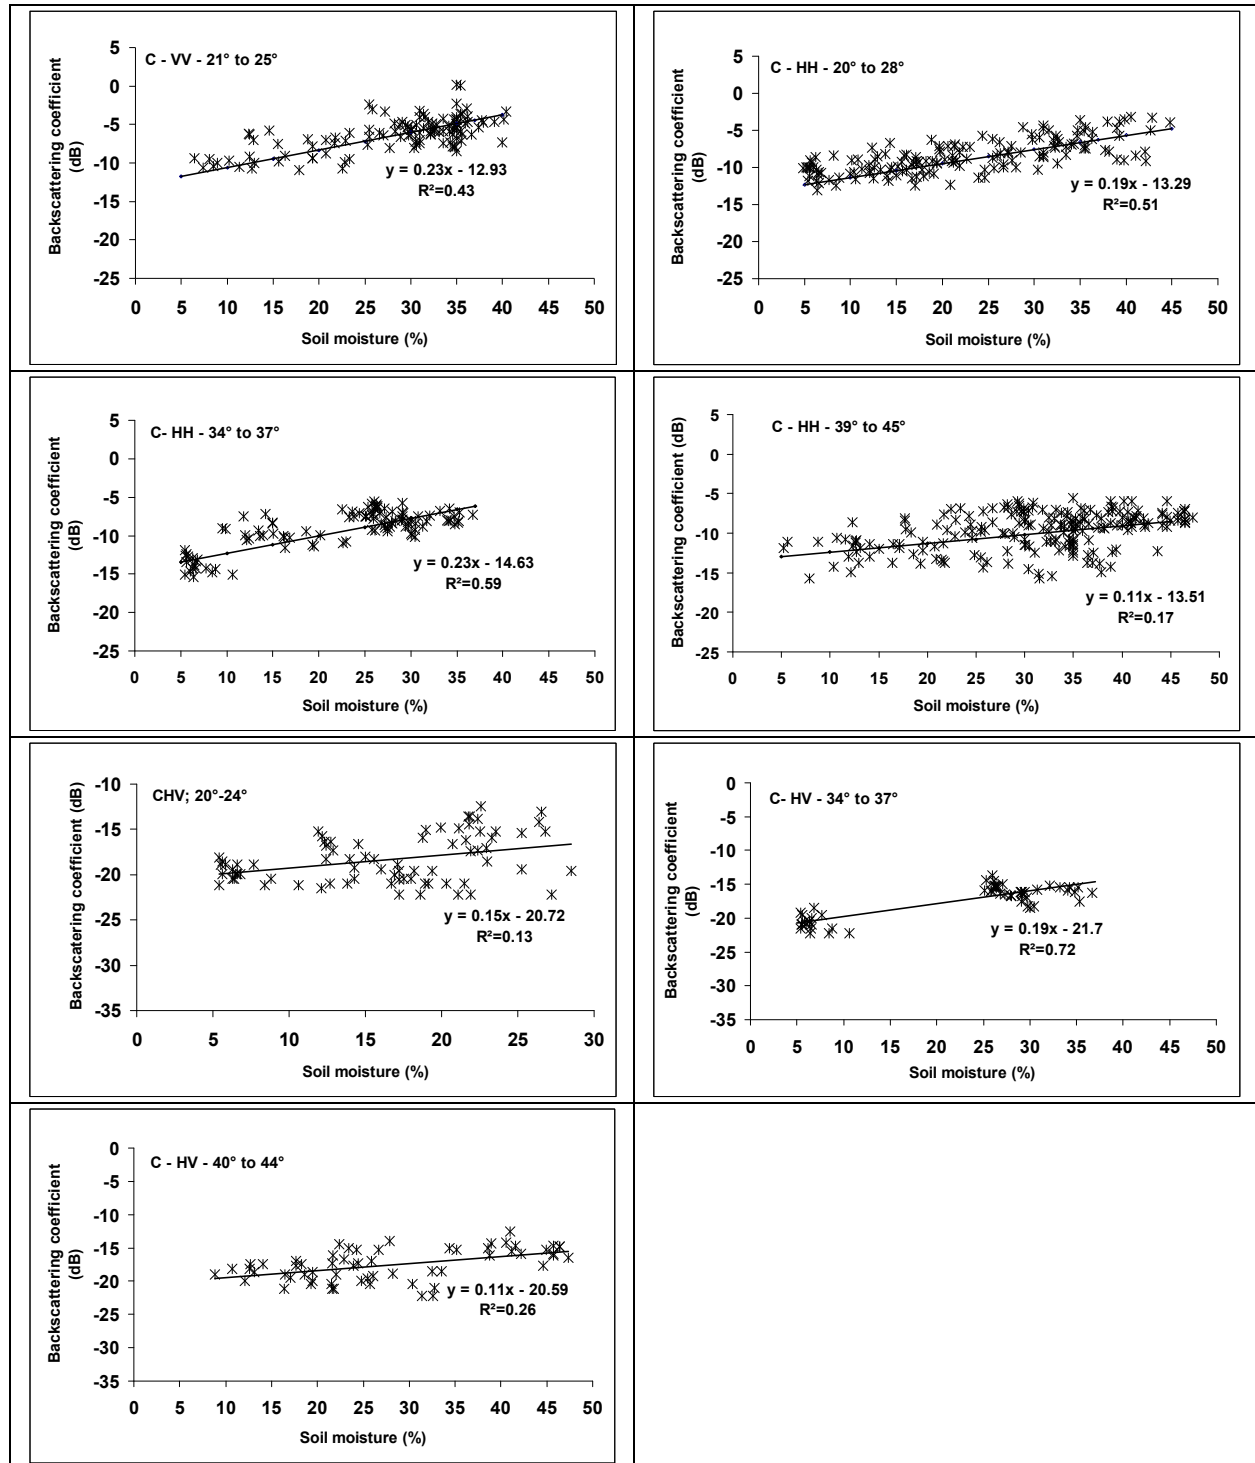 C - VV - 21° to 25°
Backscattering coefficient
(dB)
5
0
-5
-10
-15
-20
-25
y = 0.23x - 12.93
R²=0.43
0 5 10 15 20 25 30 35 40 45 50
Soil moisture (%)
C - HH - 20° to 28°
Backscattering coefficient
(dB)
5
0
-5
-10
-15
-20
-25
y = 0.19x - 13.29
R²=0.51
0 5 10 15 20 25 30 35 40 45 50
Soil moisture (%)
C- HH - 34° to 37°
Backscattering coefficient
(dB)
5
0
-5
-10
-15
-20
-25
y = 0.23x - 14.63
R²=0.59
0 5 10 15 20 25 30 35 40 45 50
Soil moisture (%)
C - HH - 39° to 45°
Backscattering coefficient (dB)
5
0
-5
-10
-15
-20
-25
y = 0.11x - 13.51
R²=0.17
0 5 10 15 20 25 30 35 40 45 50
Soil moisture (%)
CHV; 20°-24°
Backscatering coefficient (dB)
-10
-15
-20
-25
-30
-35
y = 0.15x - 20.72
R²=0.13
0 5 10 15 20 25 30
Soil moisture (%)
C- HV - 34° to 37°
Backscattering coefficient
(dB)
0
-5
-10
-15
-20
-25
-30
-35
y = 0.19x - 21.7
R²=0.72
0 5 10 15 20 25 30 35 40 45 50
Soil moisture (%)
C - HV - 40° to 44°
Backscattering coefficient
(dB)
0
-5
-10
-15
-20
-25
-30
-35
y = 0.11x - 20.59
R²=0.26
0 5 10 15 20 25 30 35 40 45 50
Soil moisture (%)